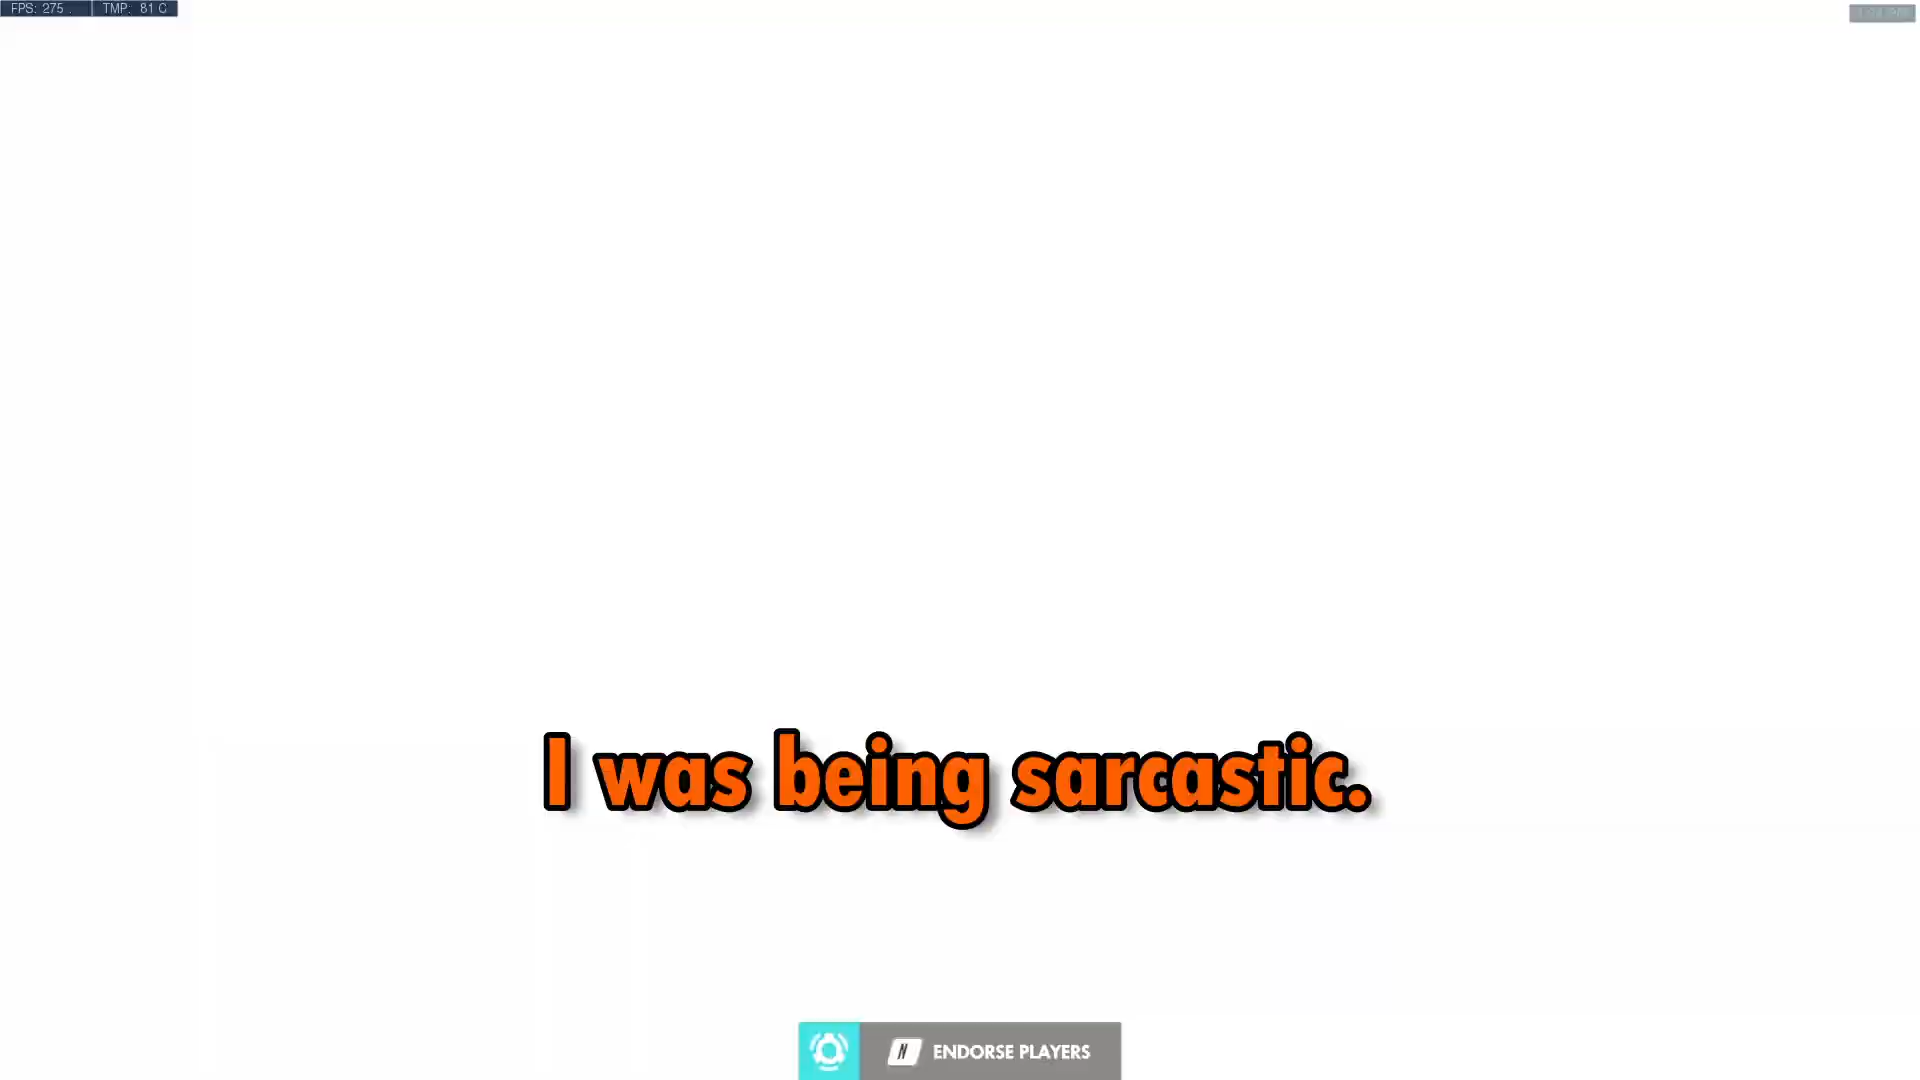 FPS: 275 . | TMP: 81 C
I was being sarcastic.
N ENDORSE PLAYERS